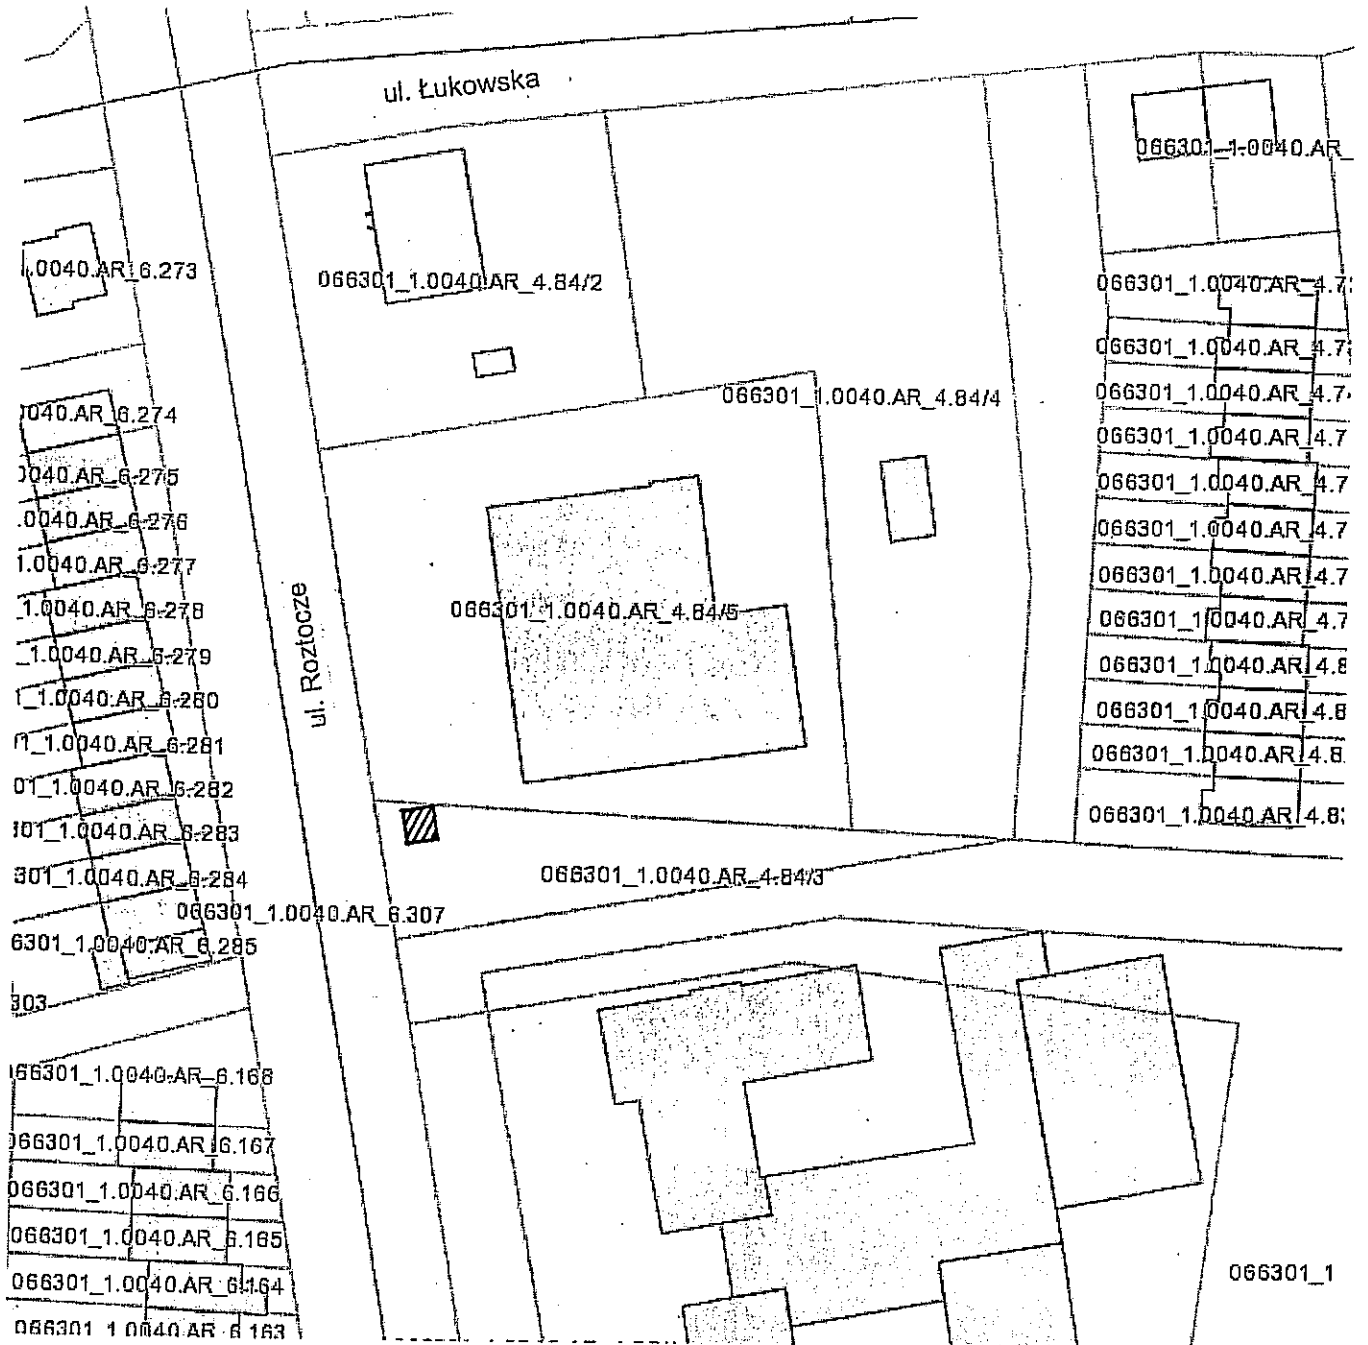 ul. Łukowska
066301_1.0040.AR_
.0040.AR_6.273
066301_1.0040.AR_4.84/2
066301_1.0040.AR_4.7
066301_1.0040.AR_4.7
066301_1.0040.AR_4.84/4
066301_1.0040.AR_4.7
0040.AR_6.274
066301_1.0040.AR_4.7
0040.AR_6.275
066301_1.0040.AR_4.7
.0040.AR_6.276
066301_1.0040.AR_4.7
1.0040.AR_6.277
066301_1.0040.AR_4.7
_1.0040.AR_6.278
ul. Roztocze
066301_1.0040.AR_4.84/5
066301_1.0040.AR_4.7
_1.0040.AR_6.279
066301_1.0040.AR_4.8
1_1.0040.AR_6.280
066301_1.0040.AR_4.8
1_1.0040.AR_6.281
066301_1.0040.AR_4.8
01_1.0040.AR_6.282
066301_1.0040.AR_4.8
301_1.0040.AR_6.283
301_1.0040.AR_6.284
066301_1.0040.AR_4.84/3
066301_1.0040.AR_6.307
6301_1.0040.AR_6.285
303
066301_1.0040.AR_6.168
066301_1.0040.AR_6.167
066301_1.0040.AR_6.166
066301_1.0040.AR_6.165
066301_1.0040.AR_6.164
066301_1
066301_1.0040.AR_6.163